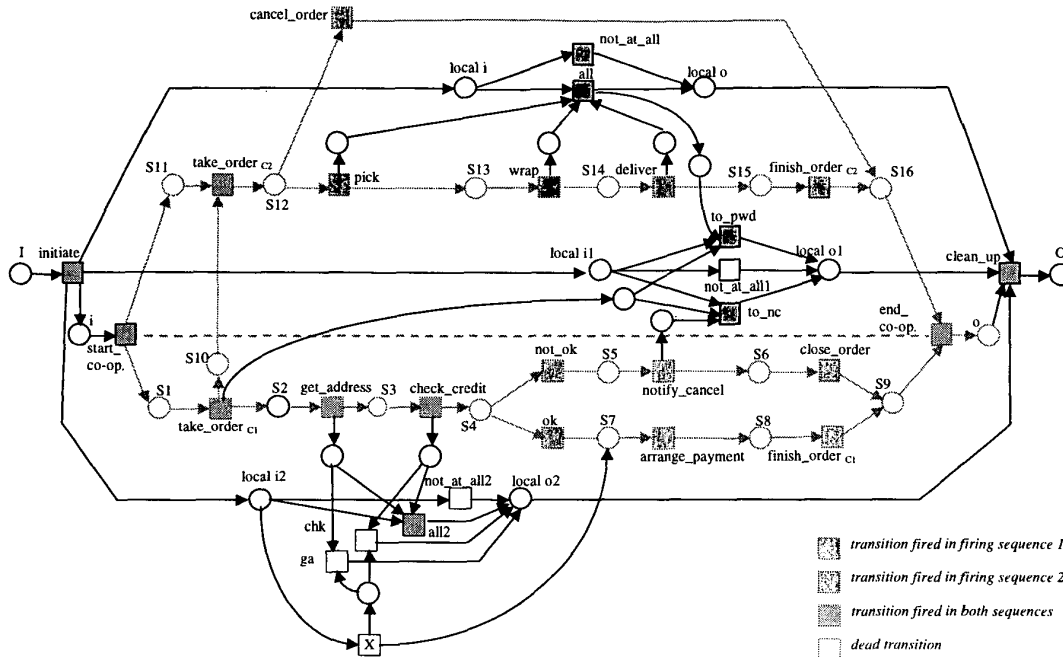 cancel_order
not_at_all
local i
all
local o
S11
take_order C2
S12
pick
S13
wrap
S14
deliver
S15
finish_order C2
S16
to_pwd
I
initiate
local i1
local o1
clean_up
O
not_at_all1
to_nc
i
start_
co-op.
end_
co-op.
o
S10
not_ok
S5
S6
close_order
notify_cancel
S1
S2
get_address
S3
check_credit
S9
take_order C1
S4
ok
S7
S8
arrange_payment
finish_order C1
local i2
not_at_all2
local o2
chk
all2
ga
X
transition fired in firing sequence 1
transition fired in firing sequence 2
transition fired in both sequences
dead transition